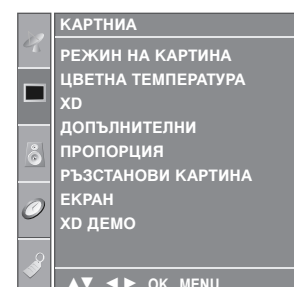 КАРТНИА
РЕЖИН НА КАРТИНА
ЦВЕТНА ТЕМПЕРАТУРА
XD
ДОПЪЛНИТЕЛНИ
ПРОПОРЦИЯ
РЪЗСТАНОВИ КАРТИНА
ЕКРАН
XD ДЕМО
▲▼ ◄► OK MENU